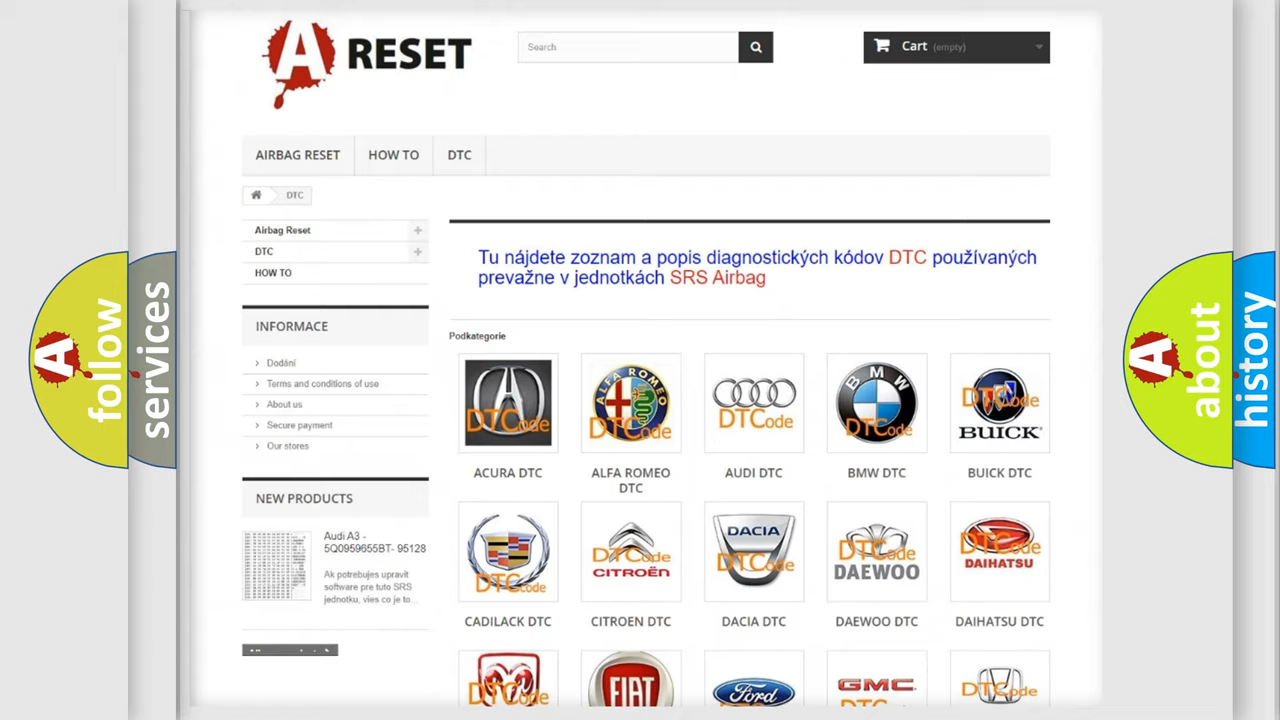 A RESET
Search
Cart (empty)
AIRBAG RESET
HOW TO
DTC
DTC
Airbag Reset
DTC
HOW TO
Tu nájdete zoznam a popis diagnostických kódov DTC používaných
prevažne v jednotkách SRS Airbag
INFORMACE
Dodání
Terms and conditions of use
About us
Secure payment
Our stores
NEW PRODUCTS
Audi A3 -
5Q0959655BT- 95128
Ak potrebujes upravit
software pre tuto SRS
jednotku, vies co je to...
Podkategorie
DTCode
ALFA ROMEO
DTCode
DTCode
BMW
DTCode
DTCode
BUICK
ACURA DTC
ALFA ROMEO
DTC
AUDI DTC
BMW DTC
BUICK DTC
DTCode
DTCode
CITROËN
DACIA
DTCode
DTCode
DAEWOO
DTCode
DAIHATSU
CADILACK DTC
CITROEN DTC
DACIA DTC
DAEWOO DTC
DAIHATSU DTC
DTCode
FIAT
Ford
GMC
DTCode
A follow
services
A about
history